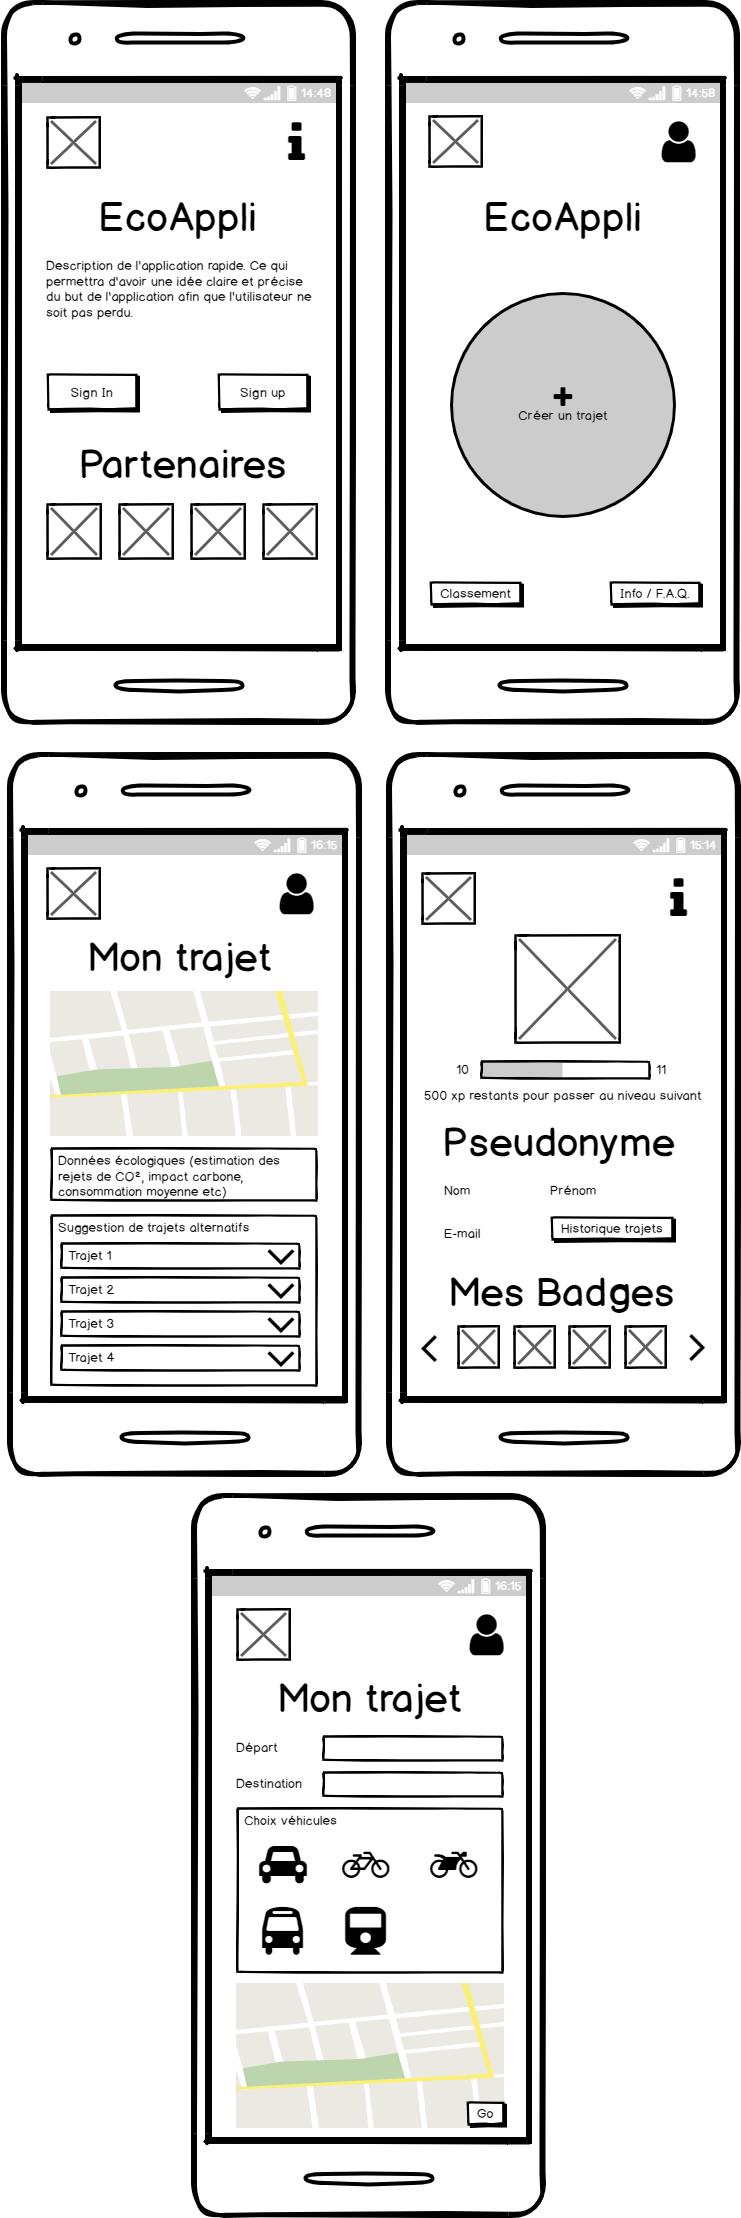 14:48
EcoAppli
Description de l'application rapide. Ce qui
permettra d'avoir une idée claire et précise
du but de l'application afin que l'utilisateur ne
soit pas perdu.
Sign In
Sign up
Partenaires
14:58
EcoAppli
Créer un trajet
Classement
Info / F.A.Q.
16:15
Mon trajet
Données écologiques (estimation des
rejets de CO², impact carbone,
consommation moyenne etc)
Suggestion de trajets alternatifs
Trajet 1
Trajet 2
Trajet 3
Trajet 4
15:14
10
11
500 xp restants pour passer au niveau suivant
Pseudonyme
Nom
Prénom
E-mail
Historique trajets
Mes Badges
16:15
Mon trajet
Départ
Destination
Choix véhicules
Go